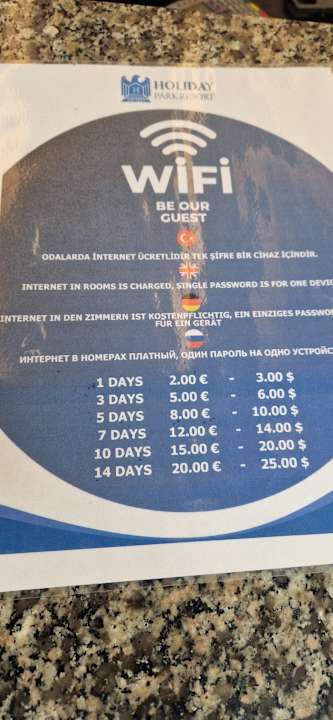 HOLIDAY
PARK RESORT
WiFi
BE OUR
GUEST
ODALARDA İNTERNET ÜCRETLİDİR TEK ŞİFRE BİR CİHAZ İÇİNDİR.
INTERNET IN ROOMS IS CHARGED, SINGLE PASSWORD IS FOR ONE DEVIC
INTERNET IN DEN ZIMMERN IST KOSTENPFLICHTIG, EIN EINZIGES PASSWO
FÜR EIN GERÄT
ИНТЕРНЕТ В НОМЕРАХ ПЛАТНЫЙ, ОДИН ПАРОЛЬ НА ОДНО УСТРОЙС
1 DAYS 2.00 € - 3.00 $
3 DAYS 5.00 € - 6.00 $
5 DAYS 8.00 € - 10.00 $
7 DAYS 12.00 € - 14.00 $
10 DAYS 15.00 € - 20.00 $
14 DAYS 20.00 € - 25.00 $